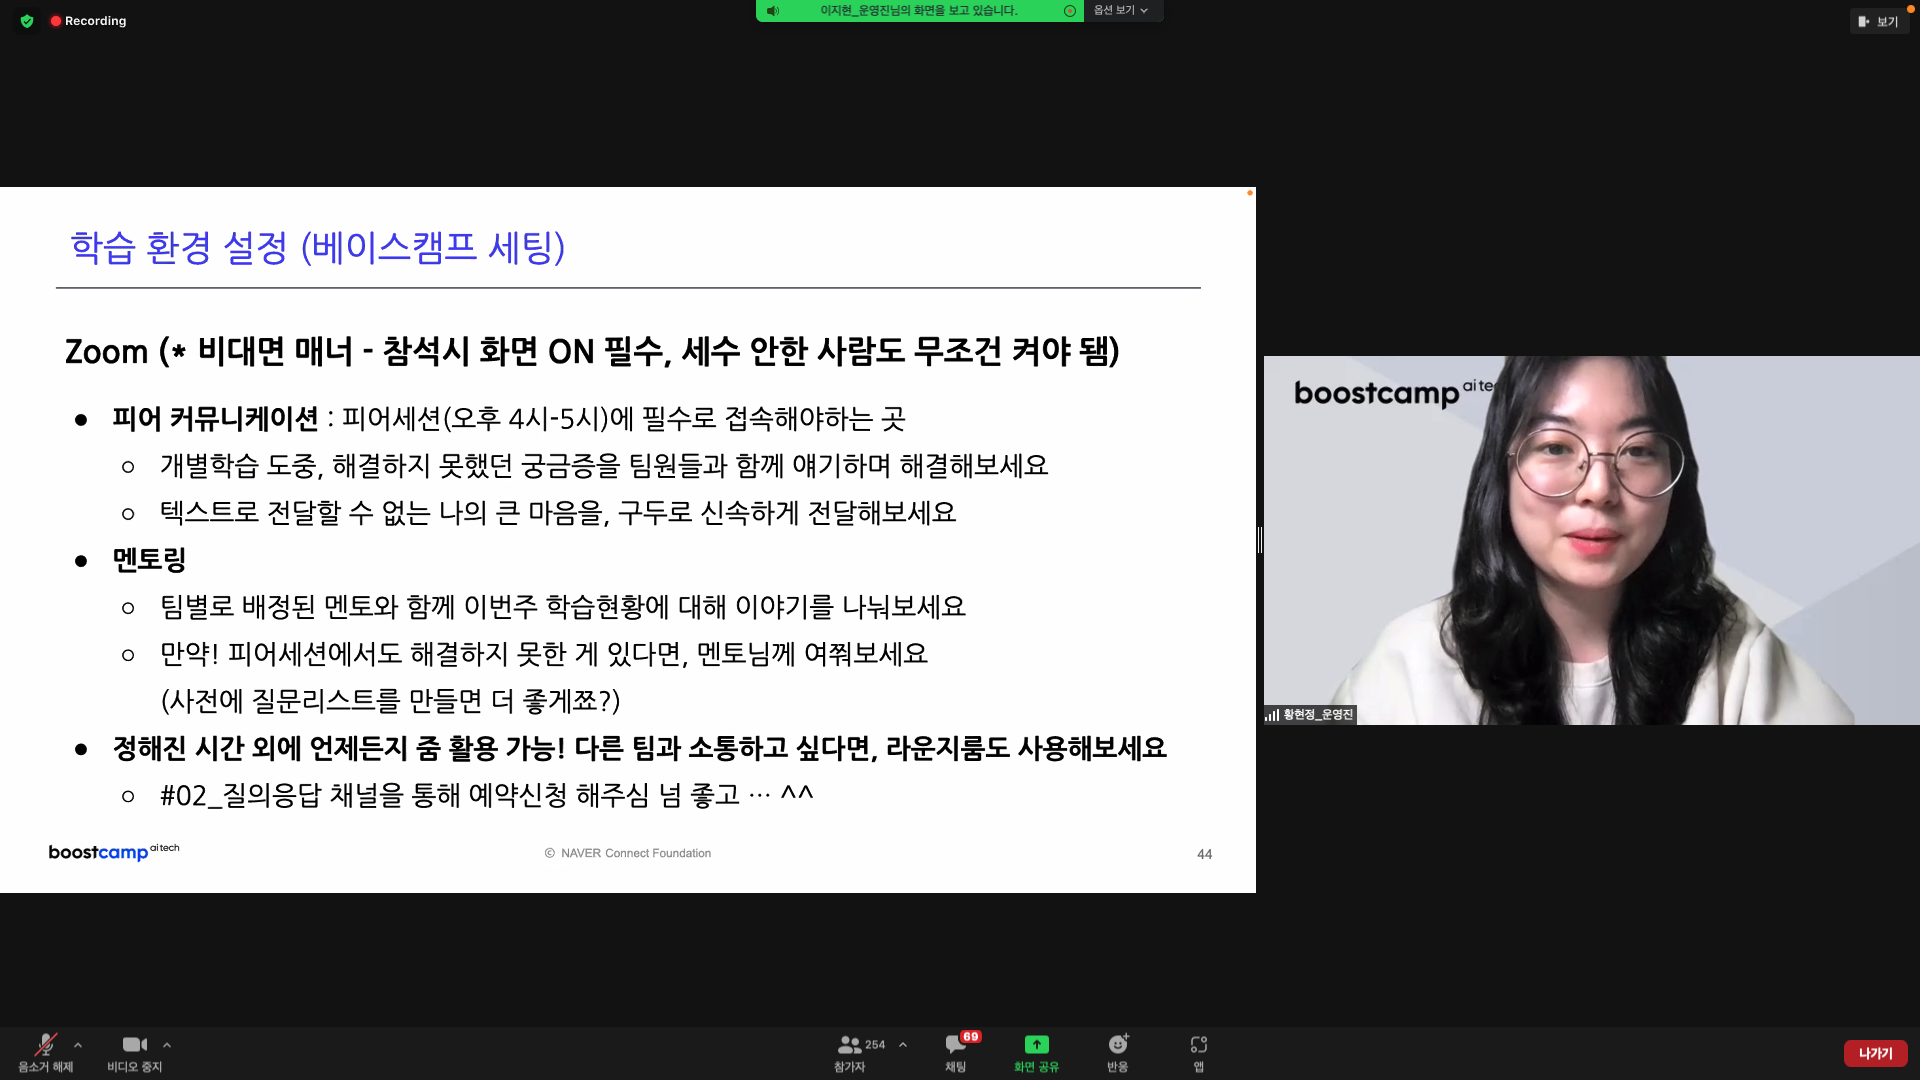 Recording
이지현_운영진님의 화면을 보고 있습니다.
옵션 보기
보기
학습 환경 설정 (베이스캠프 세팅)
Zoom (* 비대면 매너 - 참석시 화면 ON 필수, 세수 안한 사람도 무조건 켜야 됌)
● 피어 커뮤니케이션 : 피어세션(오후 4시-5시)에 필수로 접속해야하는 곳
○ 개별학습 도중, 해결하지 못했던 궁금증을 팀원들과 함께 얘기하며 해결해보세요
○ 텍스트로 전달할 수 없는 나의 큰 마음을, 구두로 신속하게 전달해보세요
● 멘토링
○ 팀별로 배정된 멘토와 함께 이번주 학습현황에 대해 이야기를 나눠보세요
○ 만약! 피어세션에서도 해결하지 못한 게 있다면, 멘토님께 여쭤보세요
(사전에 질문리스트를 만들면 더 좋게쬬?)
● 정해진 시간 외에 언제든지 줌 활용 가능! 다른 팀과 소통하고 싶다면, 라운지룸도 사용해보세요
○ #02_질의응답 채널을 통해 예약신청 해주심 넘 좋고 … ^^
boostcamp ai tech
© NAVER Connect Foundation
44
boostcamp ai te
황현정_운영진
음소거 해제
비디오 중지
254
참가자
69
채팅
화면 공유
반응
앱
나가기